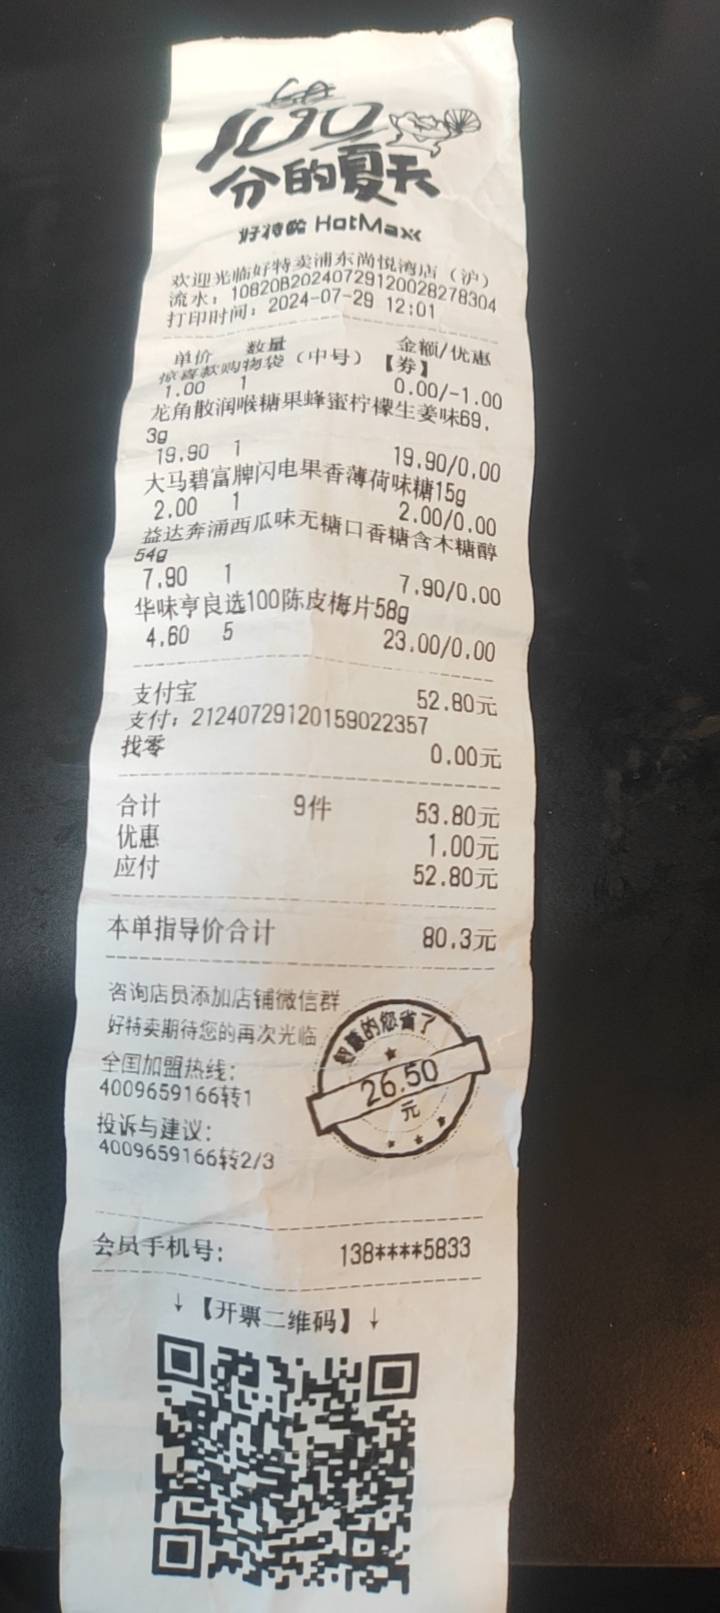 100
分的夏天
好特卖 HotMaxx
欢迎光临好特卖浦东尚悦湾店（沪）
流水：10820B20240729120028278304
打印时间：2024-07-29 12:01
单价 数量 金额/优惠
惊喜款购物袋（中号）【券】
1.00 1 0.00/-1.00
龙角散润喉糖果蜂蜜柠檬生姜味69.
3g
19.90 1 19.90/0.00
大马碧富牌闪电果香薄荷味糖15g
2.00 1 2.00/0.00
益达奔涌西瓜味无糖口香糖含木糖醇
54g
7.90 1 7.90/0.00
华味亨良选100陈皮梅片58g
4.60 5 23.00/0.00
支付宝 52.80元
支付：21240729120159022357
找零 0.00元
合计 9件 53.80元
优惠 1.00元
应付 52.80元
本单指导价合计 80.3元
咨询店员添加店铺微信群
好特卖期待您的再次光临
全国加盟热线：
4009659166转1
投诉与建议：
4009659166转2/3
智慧的您省了
26.50
元
会员手机号： 138****5833
↓【开票二维码】↓